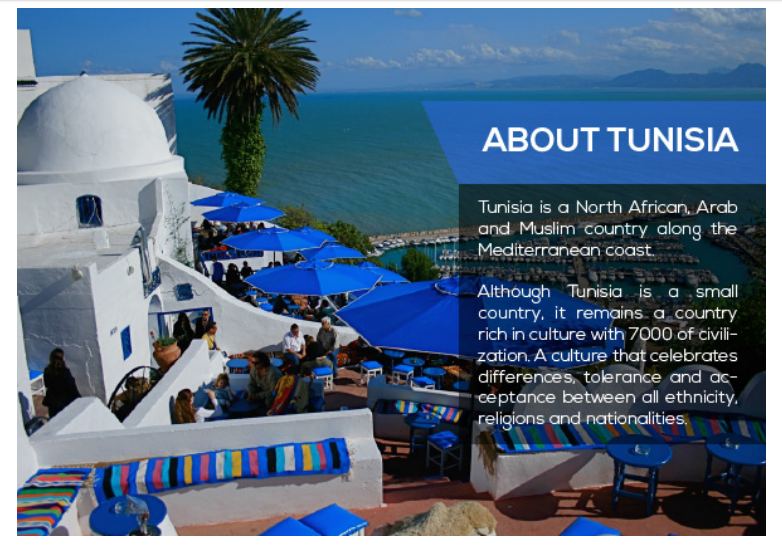 ABOUT TUNISIA
Tunisia is a North African, Arab
and Muslim country along the
Mediterranean coast.
Although Tunisia is a small
country, it remains a country
rich in culture with 7000 of civili-
zation. A culture that celebrates
differences, tolerance and ac-
ceptance between all ethnicity,
religions and nationalities.